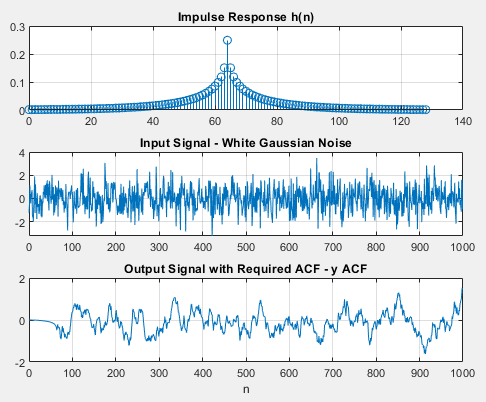 Impulse Response h(n)
0.3
0.2
0.1
0
0 20 40 60 80 100 120 140
Input Signal - White Gaussian Noise
4
2
0
-2
0 100 200 300 400 500 600 700 800 900 1000
Output Signal with Required ACF - y ACF
2
0
-2
0 100 200 300 400 500 600 700 800 900 1000
n